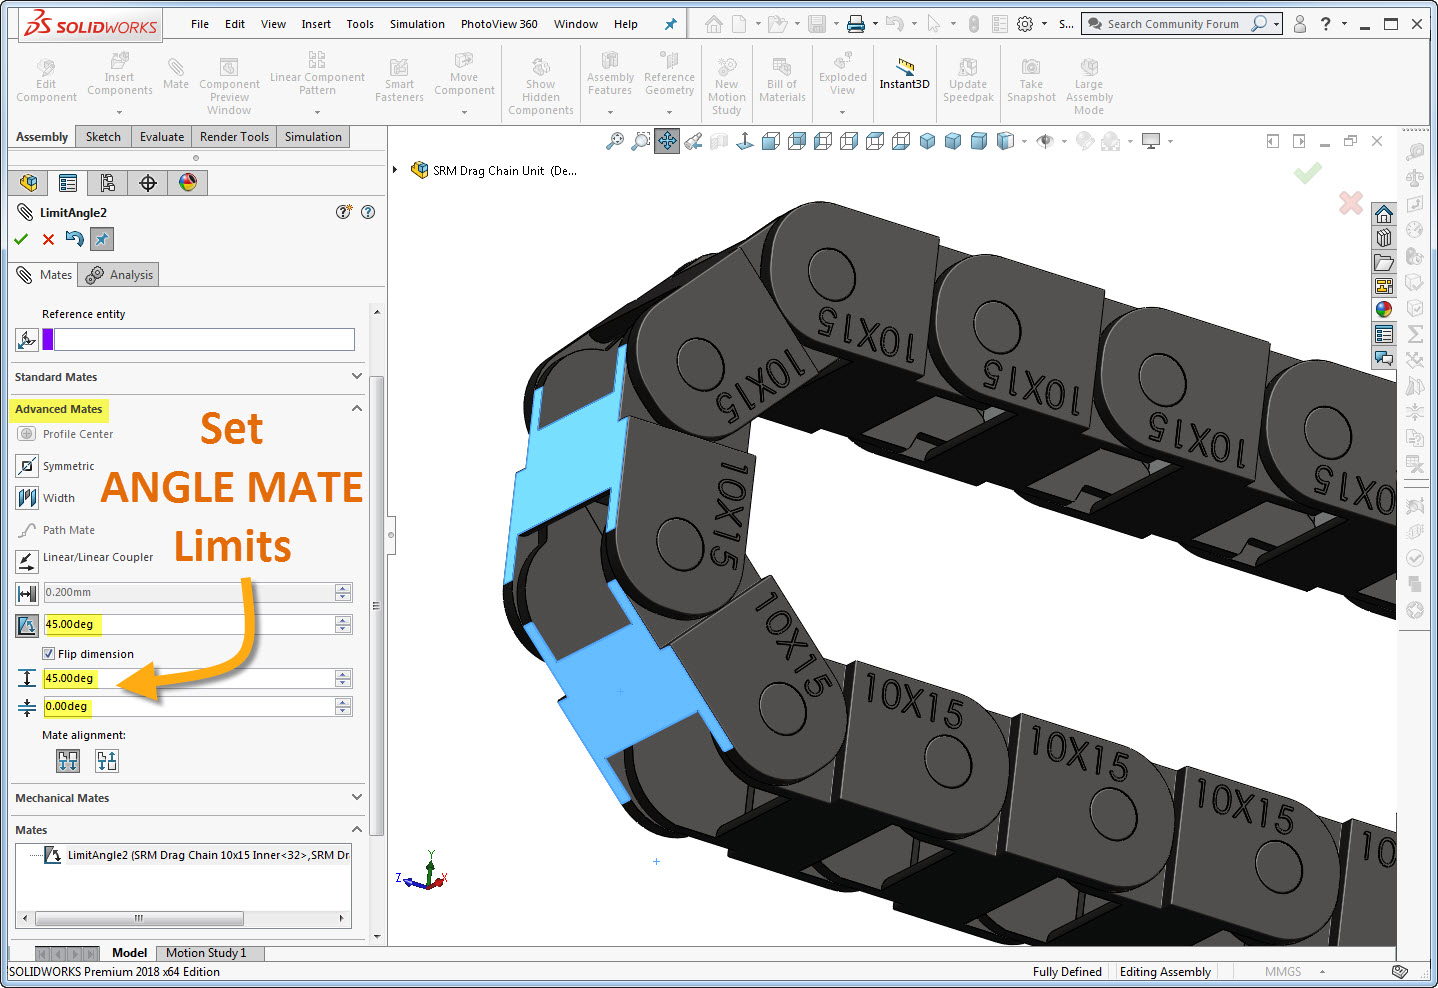 SOLIDWORKS
File Edit View Insert Tools Simulation PhotoView 360 Window Help
S...
Search Community Forum
?
Edit Component
Insert Components
Mate
Component Preview Window
Linear Component Pattern
Smart Fasteners
Move Component
Show Hidden Components
Assembly Features
Reference Geometry
New Motion Study
Bill of Materials
Exploded View
Instant3D
Update Speedpak
Take Snapshot
Large Assembly Mode
Assembly Sketch Evaluate Render Tools Simulation
SRM Drag Chain Unit (De...
LimitAngle2
Mates Analysis
Reference entity
Standard Mates
Advanced Mates
Profile Center
Symmetric
Width
Path Mate
Linear/Linear Coupler
0.200mm
45.00deg
Flip dimension
45.00deg
0.00deg
Mate alignment:
Mechanical Mates
Mates
LimitAngle2 (SRM Drag Chain 10x15 Inner<32>,SRM Dr
Set
ANGLE MATE
Limits
10X15
10X15
10X15
10X15
10X15
10X15
10X15
10X15
10X15
10X15
10
Y
Z
X
Model Motion Study 1
SOLIDWORKS Premium 2018 x64 Edition
Fully Defined Editing Assembly MMGS